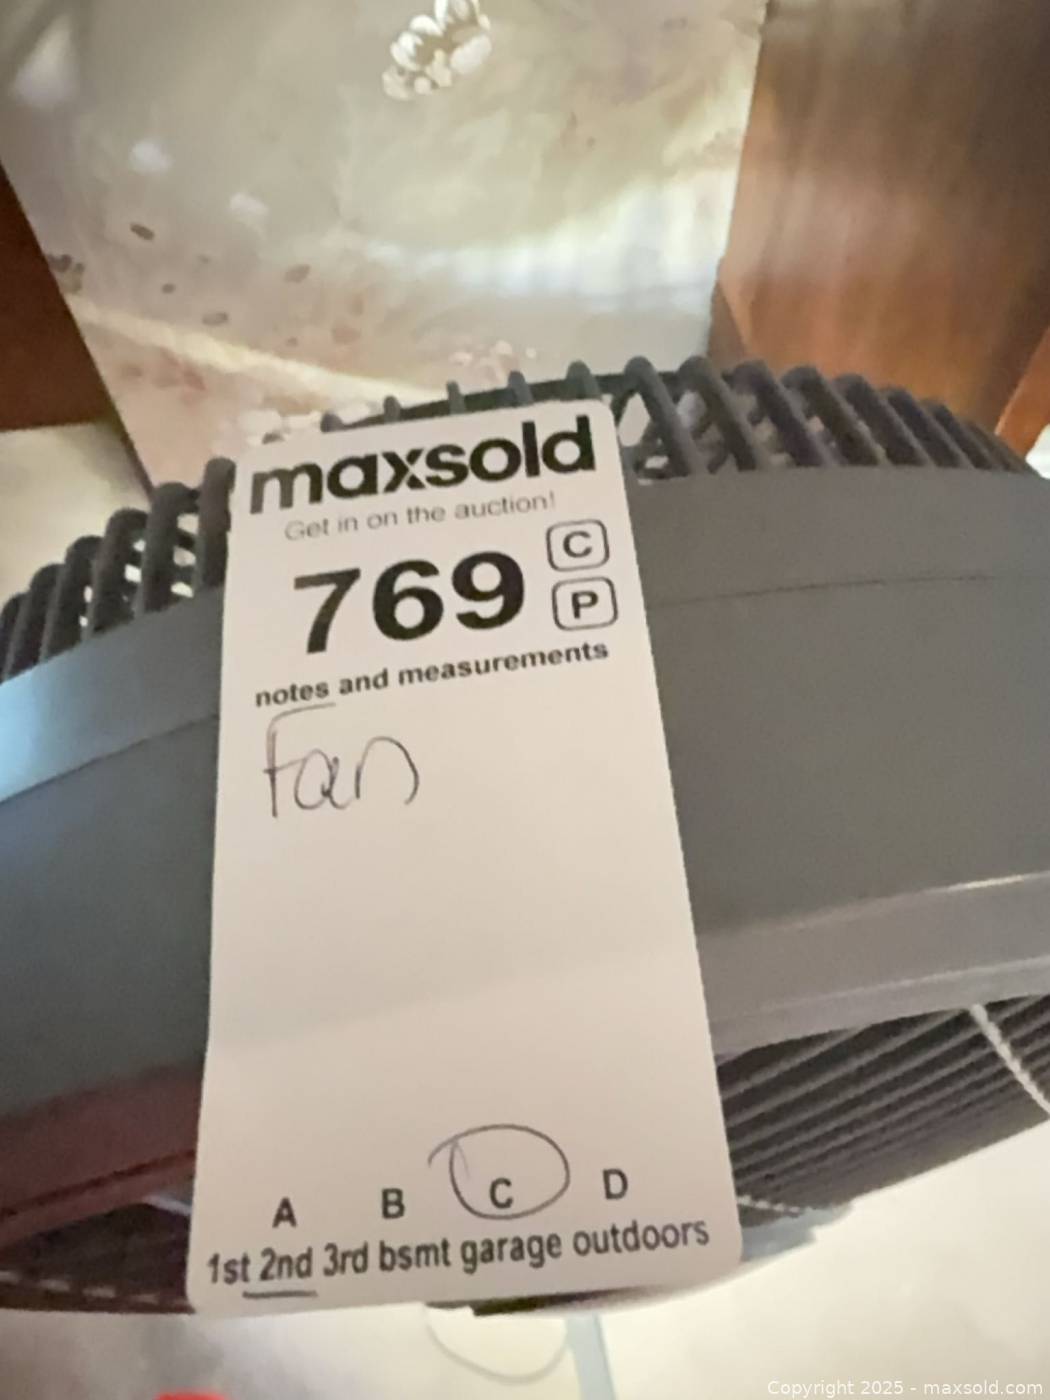 maxsold
Get in on the auction!
769
C
P
notes and measurements
Fan
A B C D
1st 2nd 3rd bsmt garage outdoors
Copyright 2025 - maxsold.com